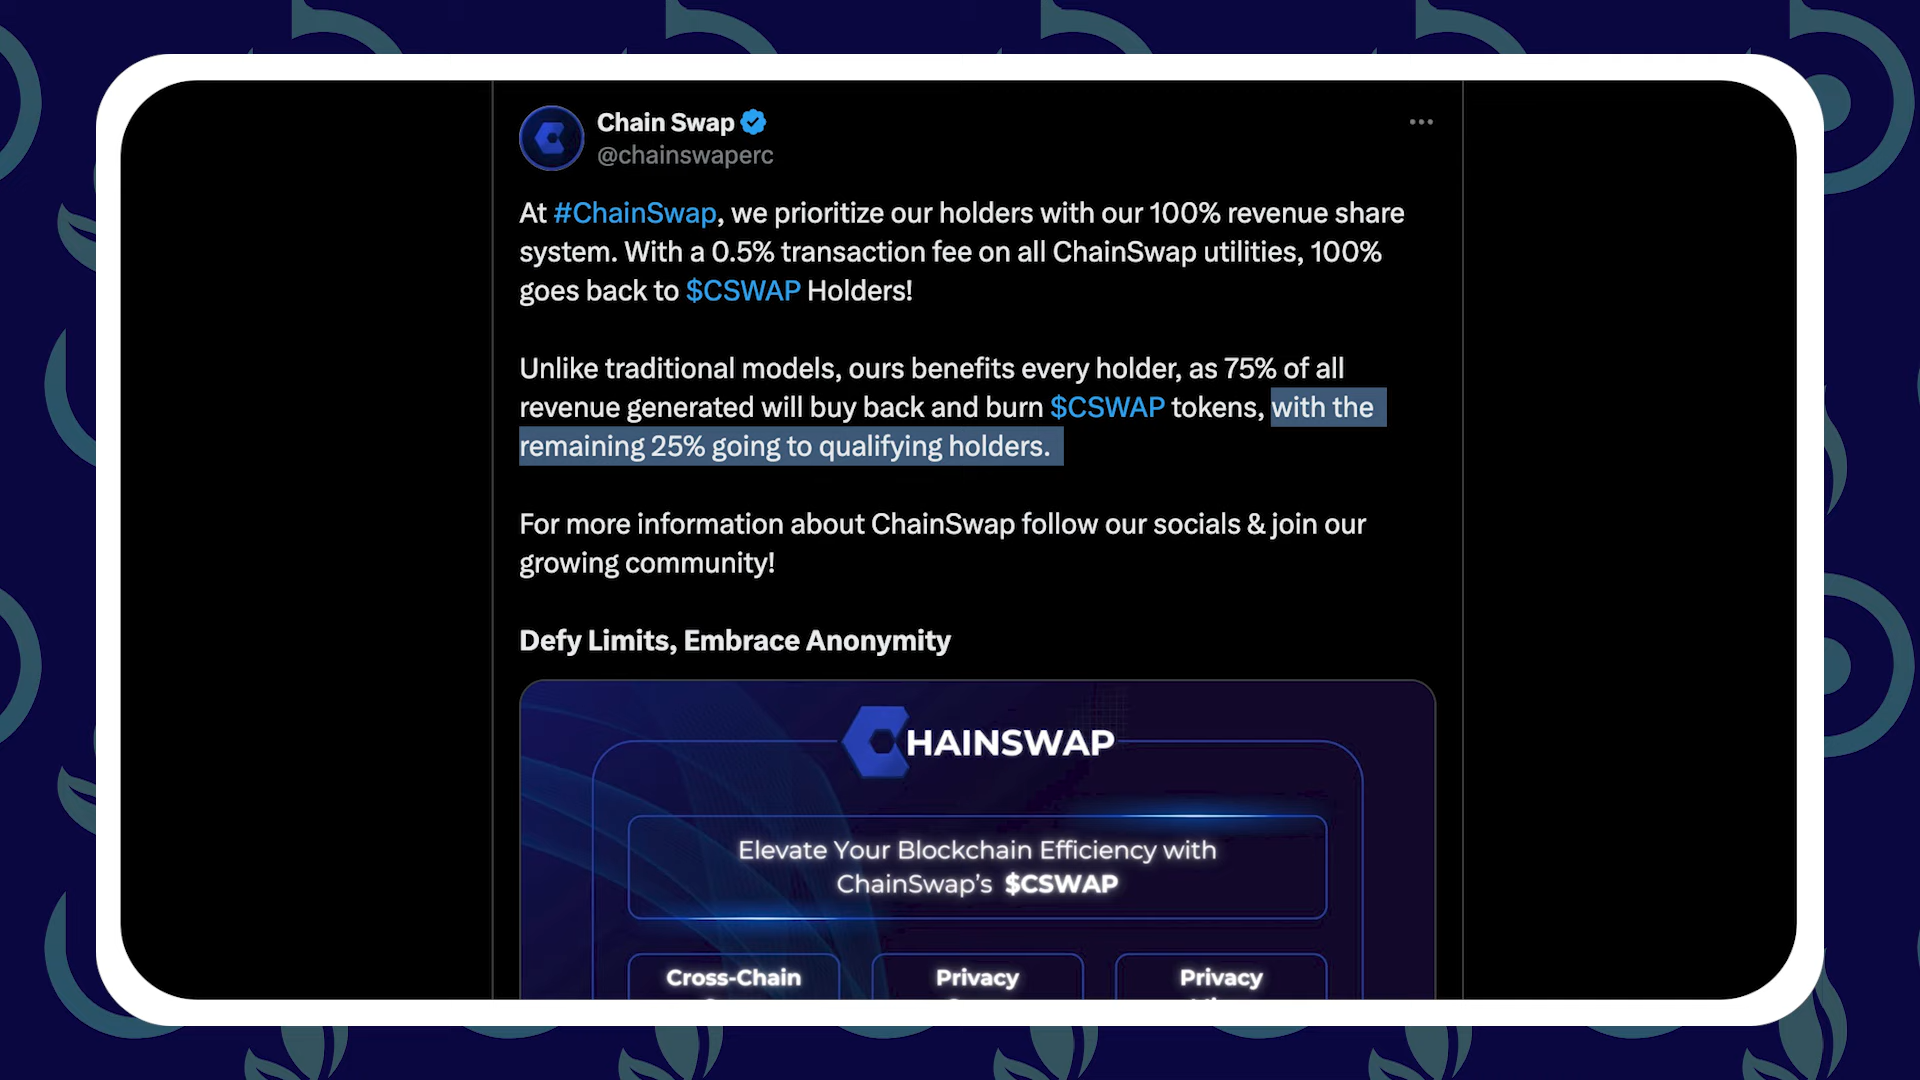 Chain Swap
@chainswaperc
At #ChainSwap, we prioritize our holders with our 100% revenue share
system. With a 0.5% transaction fee on all ChainSwap utilities, 100%
goes back to $CSWAP Holders!
Unlike traditional models, ours benefits every holder, as 75% of all
revenue generated will buy back and burn $CSWAP tokens, with the
remaining 25% going to qualifying holders.
For more information about ChainSwap follow our socials & join our
growing community!
Defy Limits, Embrace Anonymity
HAINSWAP
Elevate Your Blockchain Efficiency with
ChainSwap's $CSWAP
Cross-Chain
Privacy
Privacy